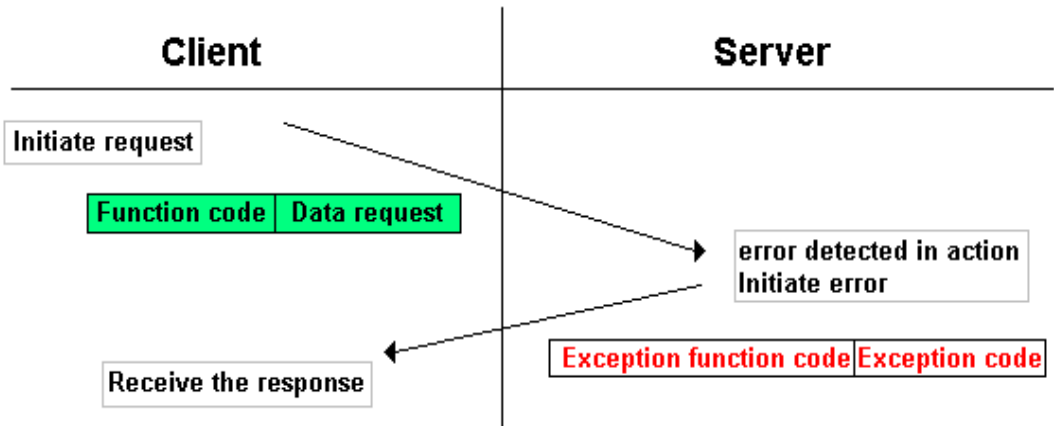 Client
Server
Initiate request
Function code
Data request
error detected in action
Initiate error
Exception function code
Exception code
Receive the response